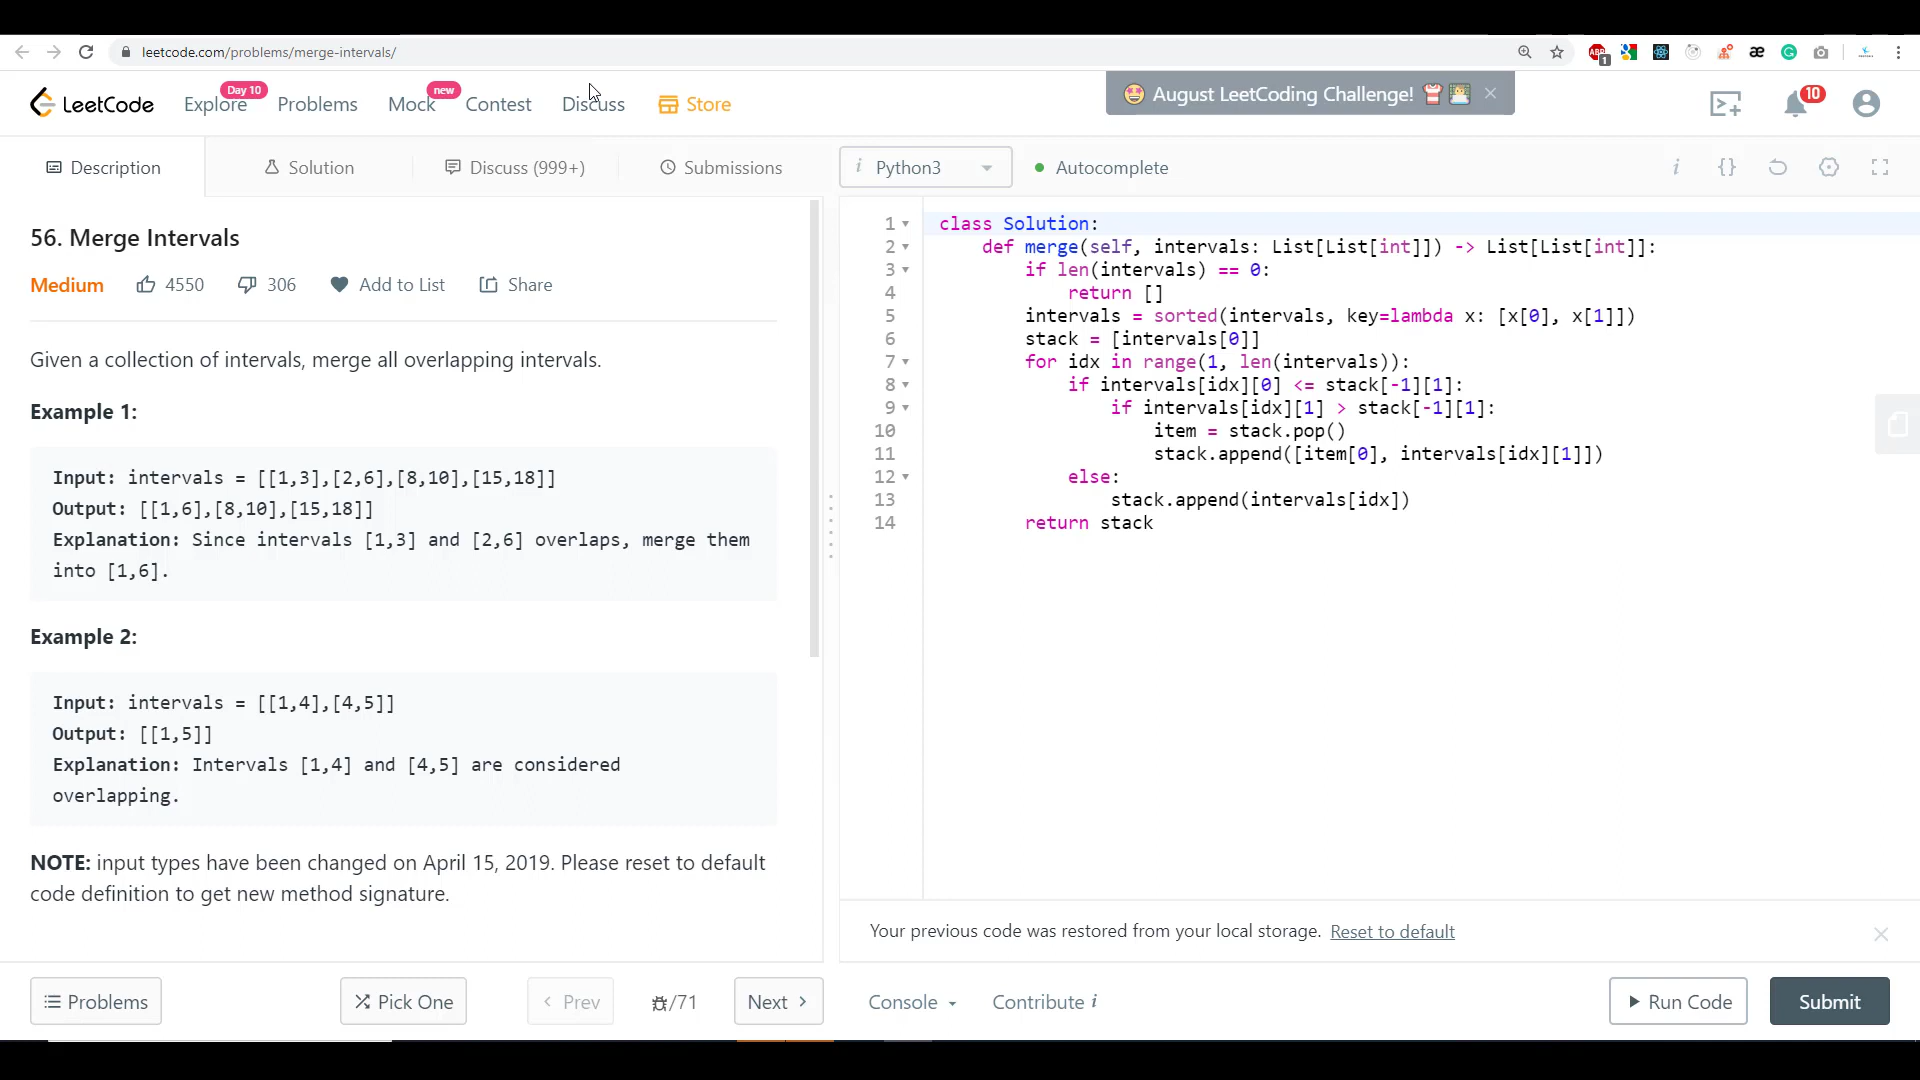 leetcode.com/problems/merge-intervals/
ABP
1
æ
LeetCode
Explore
Day 10
Problems
Mock
new
Contest
Discuss
Store
August LeetCoding Challenge!
10
Description
Solution
Discuss (999+)
Submissions
i Python3
Autocomplete
i
{}
56. Merge Intervals
Medium
4550
306
Add to List
Share
Given a collection of intervals, merge all overlapping intervals.
Example 1:
Input: intervals = [[1,3],[2,6],[8,10],[15,18]]
Output: [[1,6],[8,10],[15,18]]
Explanation: Since intervals [1,3] and [2,6] overlaps, merge them
into [1,6].
Example 2:
Input: intervals = [[1,4],[4,5]]
Output: [[1,5]]
Explanation: Intervals [1,4] and [4,5] are considered
overlapping.
NOTE: input types have been changed on April 15, 2019. Please reset to default
code definition to get new method signature.
Problems
Pick One
Prev
/71
Next
1 class Solution:
2     def merge(self, intervals: List[List[int]]) -> List[List[int]]:
3         if len(intervals) == 0:
4             return []
5         intervals = sorted(intervals, key=lambda x: [x[0], x[1]])
6         stack = [intervals[0]]
7         for idx in range(1, len(intervals)):
8             if intervals[idx][0] <= stack[-1][1]:
9                 if intervals[idx][1] > stack[-1][1]:
10                     item = stack.pop()
11                     stack.append([item[0], intervals[idx][1]])
12             else:
13                 stack.append(intervals[idx])
14         return stack
Your previous code was restored from your local storage. Reset to default
Console
Contribute i
Run Code
Submit